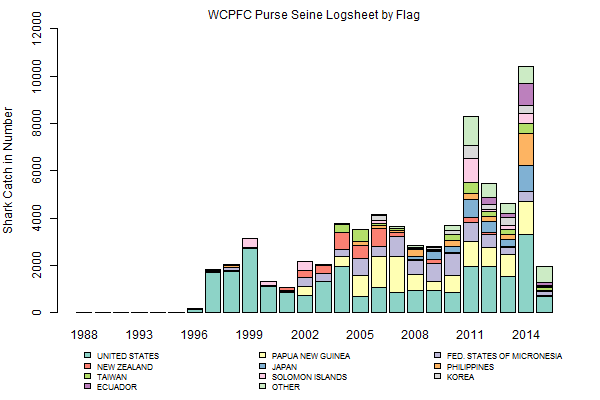 WCPFC Purse Seine Logsheet by Flag
Shark Catch in Number
12000
10000
8000
6000
4000
2000
0
1988 1993 1996 1999 2002 2005 2008 2011 2014
UNITED STATES PAPUA NEW GUINEA FED. STATES OF MICRONESIA
NEW ZEALAND JAPAN PHILIPPINES
TAIWAN SOLOMON ISLANDS KOREA
ECUADOR OTHER